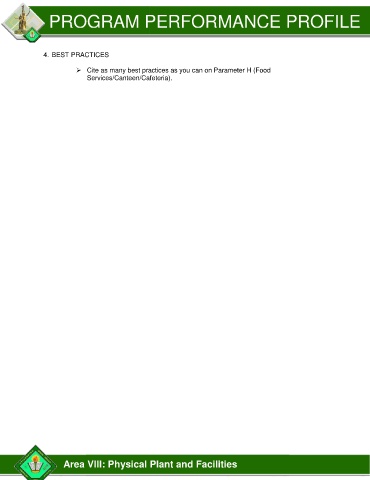 PROGRAM PERFORMANCE PROFILE
4. BEST PRACTICES
➢ Cite as many best practices as you can on Parameter H (Food
Services/Canteen/Cafeteria).
Area VIII: Physical Plant and Facilities